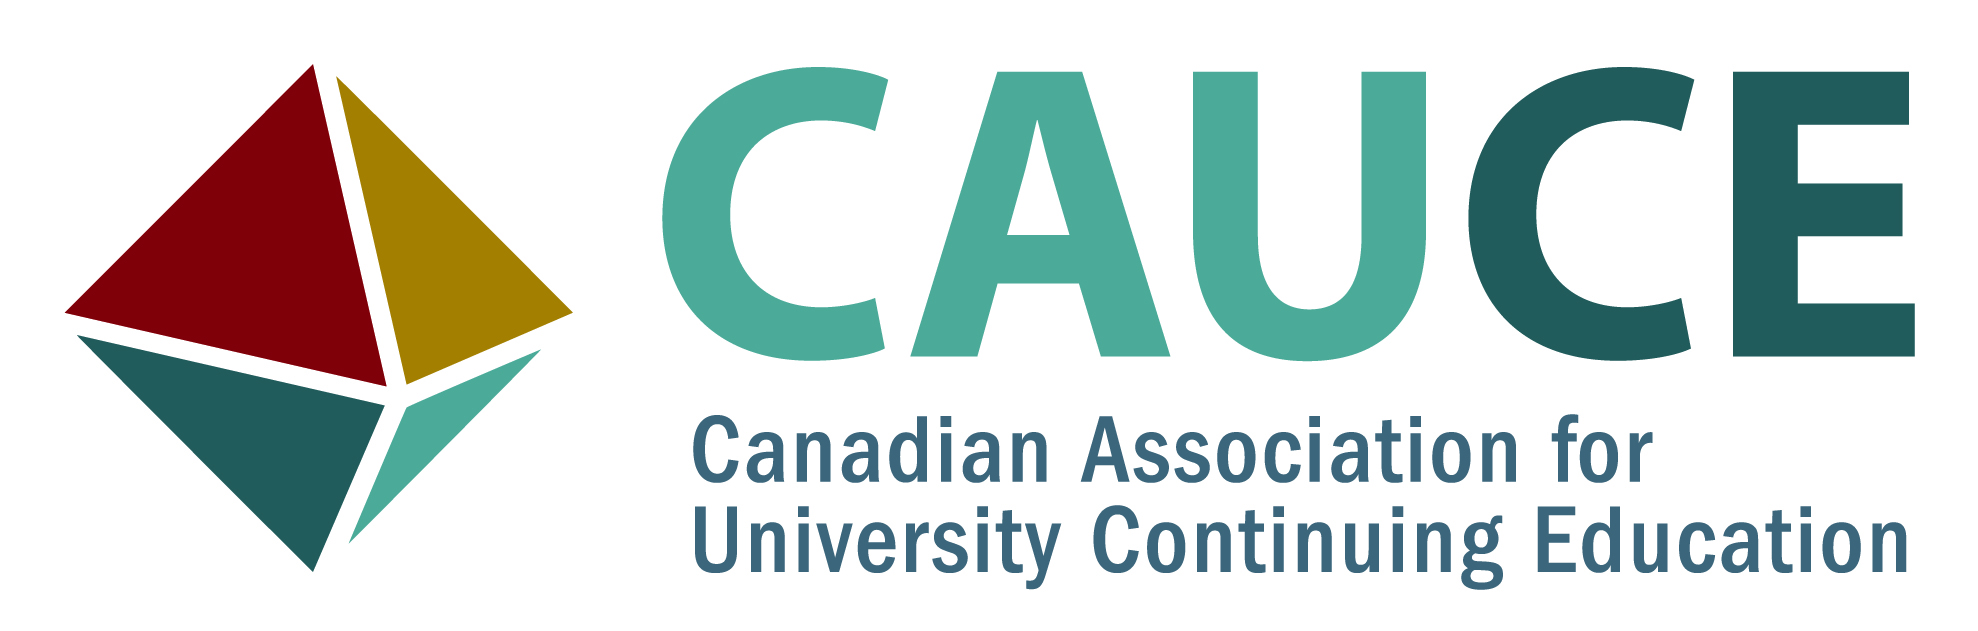 CAUCE
Canadian Association for
University Continuing Education